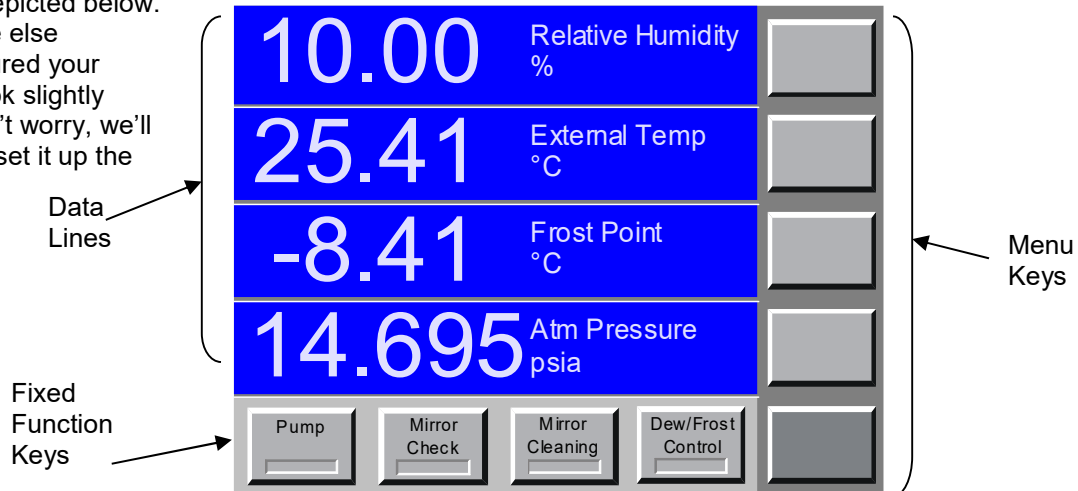 epicted below.
e else
ured your
ok slightly
't worry, we'll
set it up the
Data
Lines
10.00
Relative Humidity
%
25.41
External Temp
°C
-8.41
Frost Point
°C
14.695
Atm Pressure
psia
Menu
Keys
Fixed
Function
Keys
Pump
Mirror
Check
Mirror
Cleaning
Dew/Frost
Control